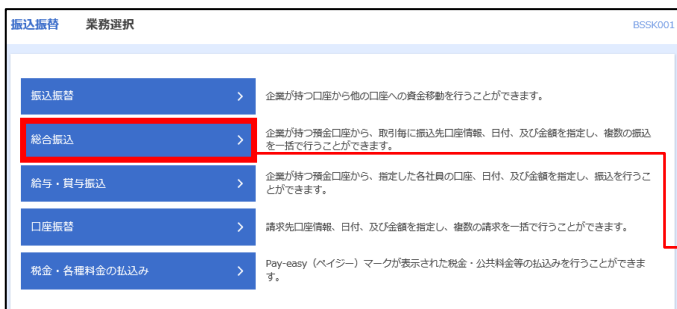 振込振替 業務選択 BSSK001
振込振替 企業が持つ口座から他の口座への資金移動を行うことができます。
総合振込 企業が持つ預金口座から、取引毎に振込先口座情報、日付、及び金額を指定し、複数の振込
を一括で行うことができます。
給与・賞与振込 企業が持つ預金口座から、指定した各社員の口座、日付、及び金額を指定し、振込を行うこ
とができます。
口座振替 請求先口座情報、日付、及び金額を指定し、複数の請求を一括で行うことができます。
税金・各種料金の払込み Pay-easy（ペイジー）マークが表示された税金・公共料金等の払込みを行うことができま
す。